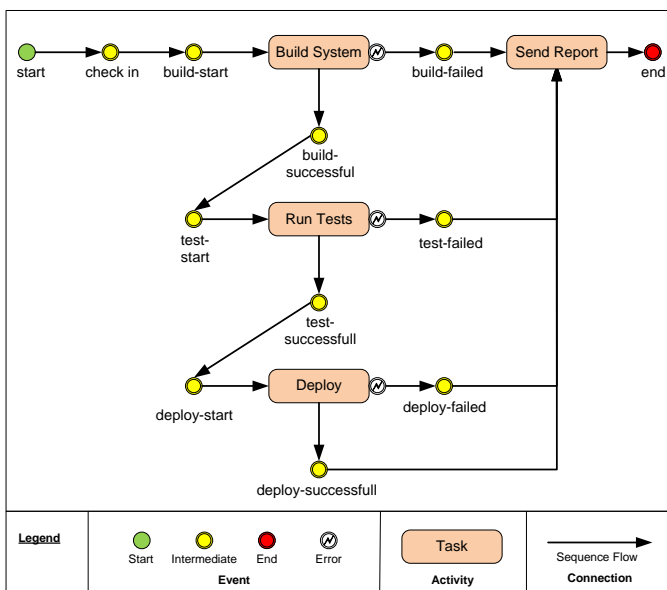 Build System
Send Report
start
check in
build-start
build-failed
end
build-
successful
Run Tests
test-
start
test-failed
test-
successfull
Deploy
deploy-start
deploy-failed
deploy-successfull
Legend
Start
Intermediate
End
Error
Event
Task
Activity
Sequence Flow
Connection